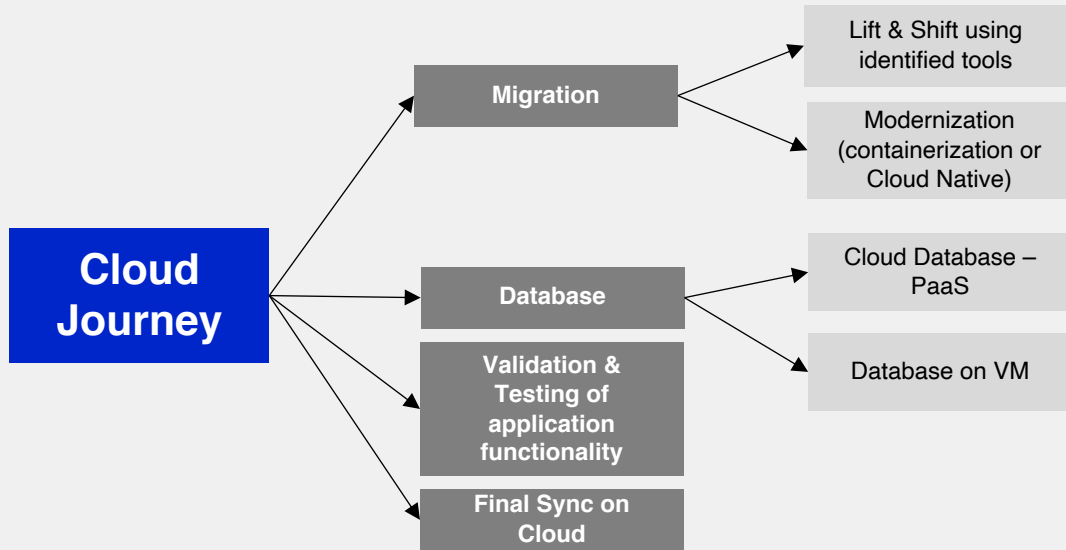 Cloud
Journey
Migration
Lift & Shift using
identified tools
Modernization
(containerization or
Cloud Native)
Database
Cloud Database –
PaaS
Database on VM
Validation &
Testing of
application
functionality
Final Sync on
Cloud